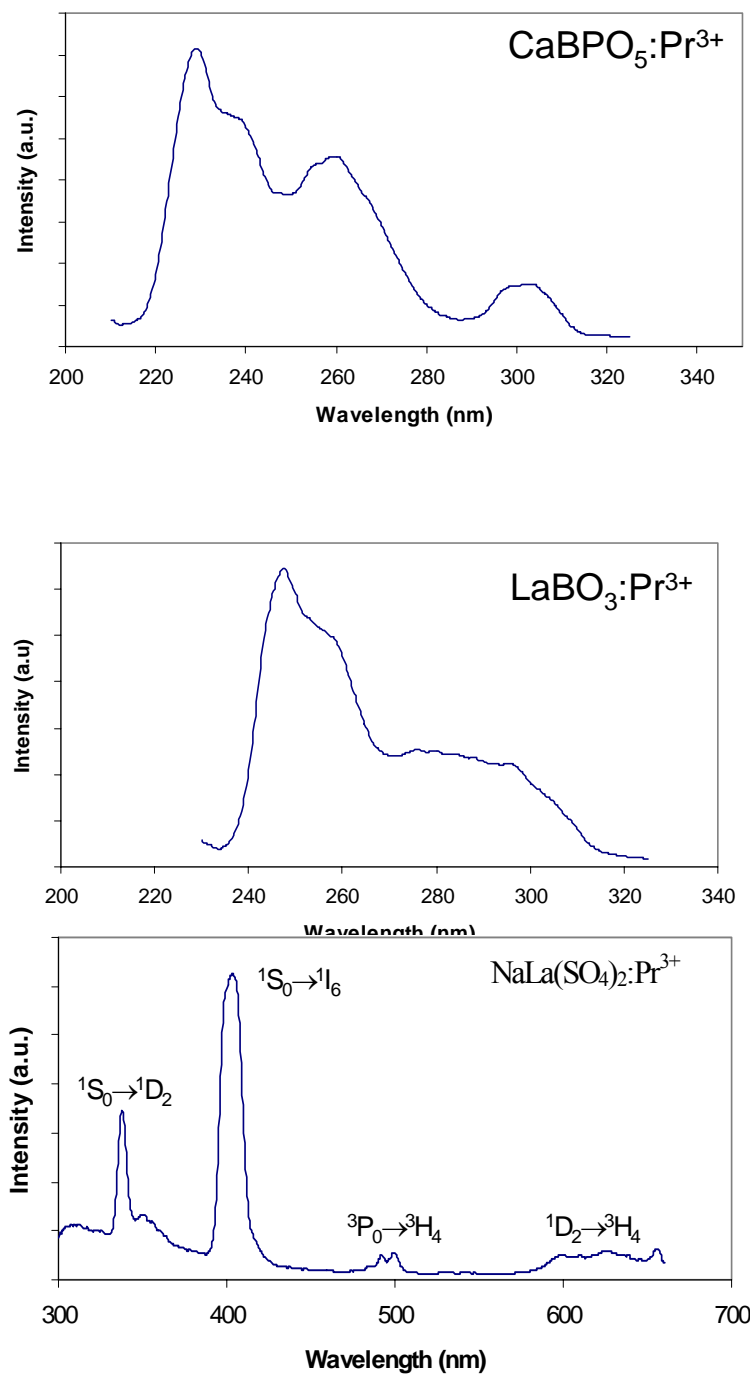 CaBPO₅:Pr³⁺
Intensity (a.u.)
200 220 240 260 280 300 320 340
Wavelength (nm)
LaBO₃:Pr³⁺
Intensity (a.u)
200 220 240 260 280 300 320 340
Wavelength (nm)
NaLa(SO₄)₂:Pr³⁺
¹S₀→¹I₆
¹S₀→¹D₂
³P₀→³H₄ ¹D₂→³H₄
Intensity (a.u.)
300 400 500 600 700
Wavelength (nm)